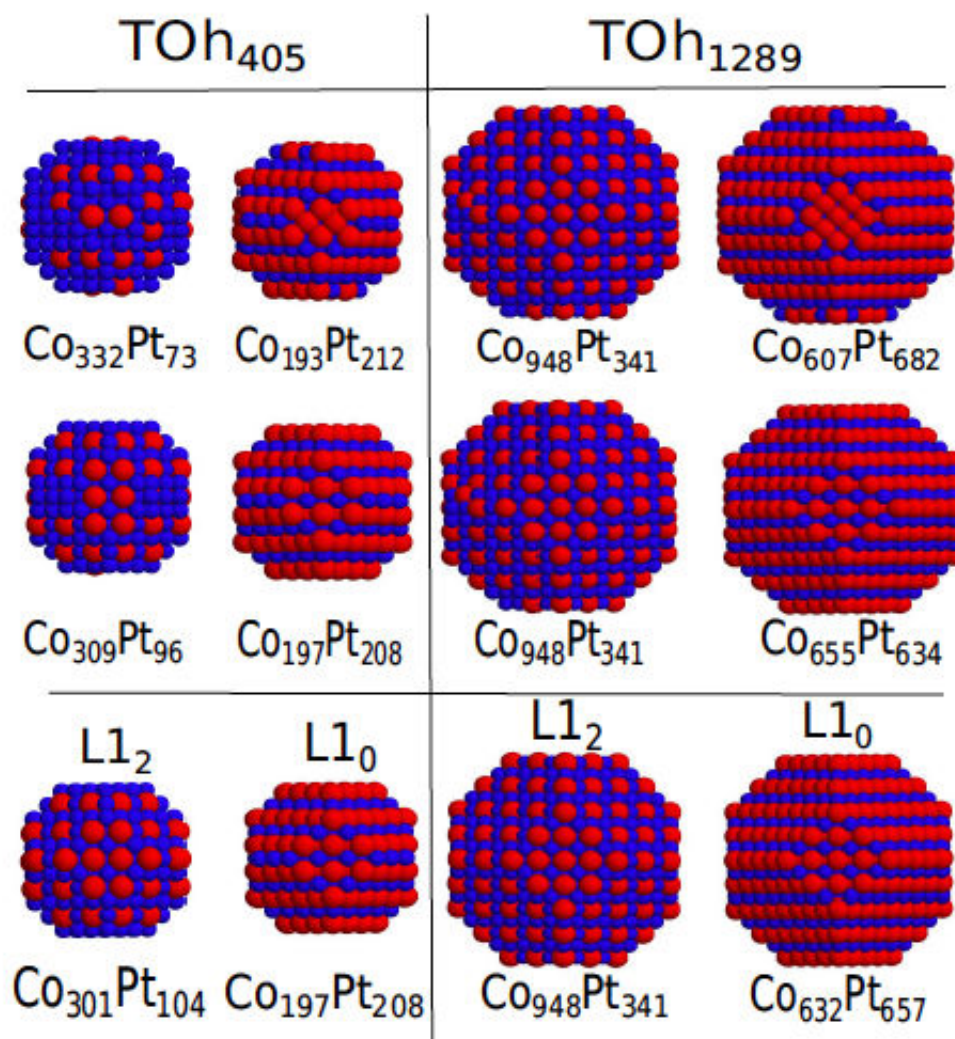 TOh₄₀₅ TOh₁₂₈₉
Co₃₃₂Pt₇₃ Co₁₉₃Pt₂₁₂ Co₉₄₈Pt₃₄₁ Co₆₀₇Pt₆₈₂
Co₃₀₉Pt₉₆ Co₁₉₇Pt₂₀₈ Co₉₄₈Pt₃₄₁ Co₆₅₅Pt₆₃₄
L1₂ L1₀ L1₂ L1₀
Co₃₀₁Pt₁₀₄ Co₁₉₇Pt₂₀₈ Co₉₄₈Pt₃₄₁ Co₆₃₂Pt₆₅₇